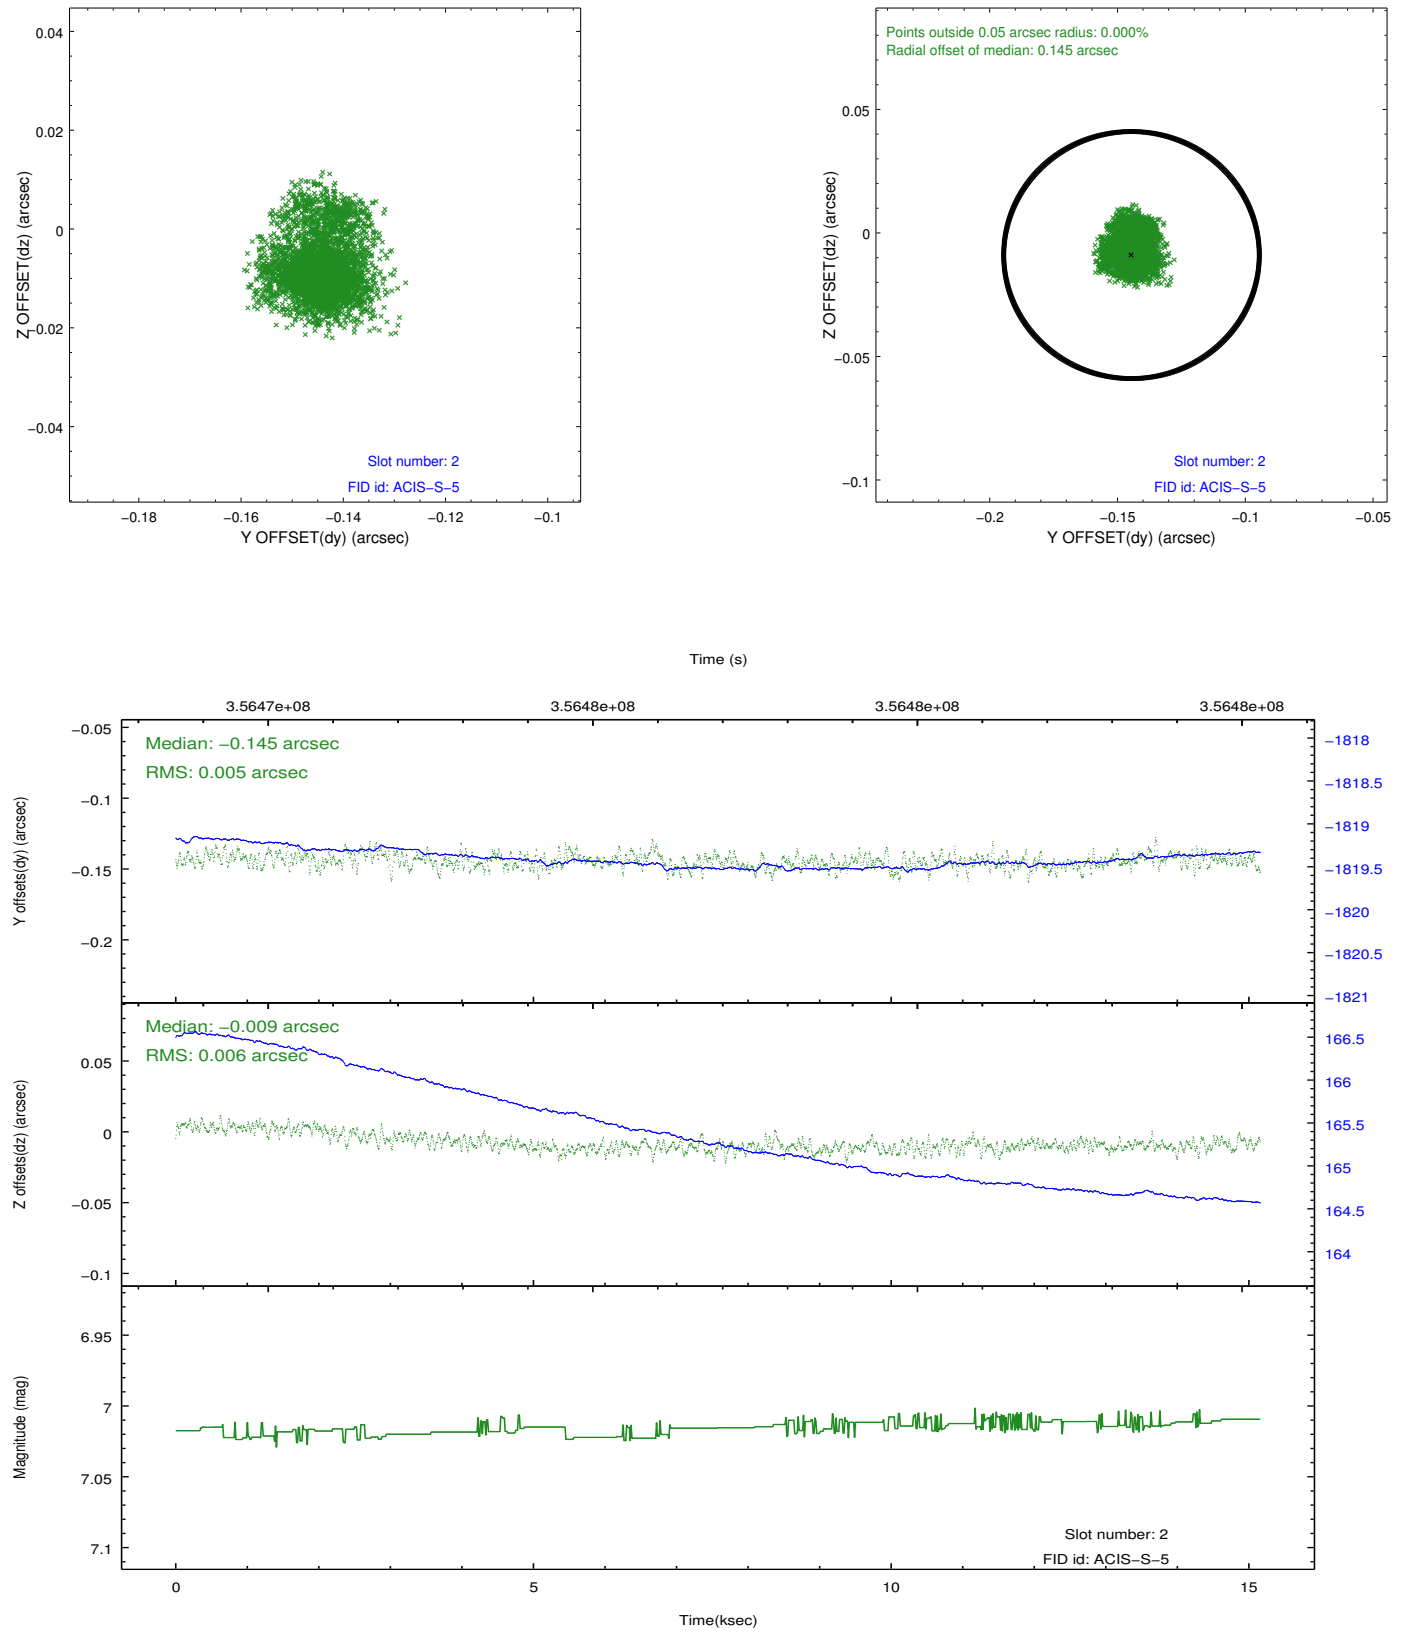 0.04
0.02
0
−0.02
−0.04
Z OFFSET(dz) (arcsec)
Slot number: 2
FID id: ACIS−S−5
−0.18
−0.16
−0.14
−0.12
−0.1
Y OFFSET(dy) (arcsec)
Points outside 0.05 arcsec radius: 0.000%
Radial offset of median: 0.145 arcsec
0.05
0
−0.05
−0.1
Z OFFSET(dz) (arcsec)
Slot number: 2
FID id: ACIS−S−5
−0.2
−0.15
−0.1
−0.05
Y OFFSET(dy) (arcsec)
Time (s)
3.5647e+08
3.5648e+08
3.5648e+08
3.5648e+08
Median: −0.145 arcsec
RMS: 0.005 arcsec
−0.05
−0.1
−0.15
−0.2
Y offsets(dy) (arcsec)
−1818
−1818.5
−1819
−1819.5
−1820
−1820.5
−1821
Median: −0.009 arcsec
RMS: 0.006 arcsec
0.05
0
−0.05
−0.1
Z offsets(dz) (arcsec)
166.5
166
165.5
165
164.5
164
6.95
7
7.05
7.1
Magnitude (mag)
Slot number: 2
FID id: ACIS−S−5
0
5
10
15
Time(ksec)